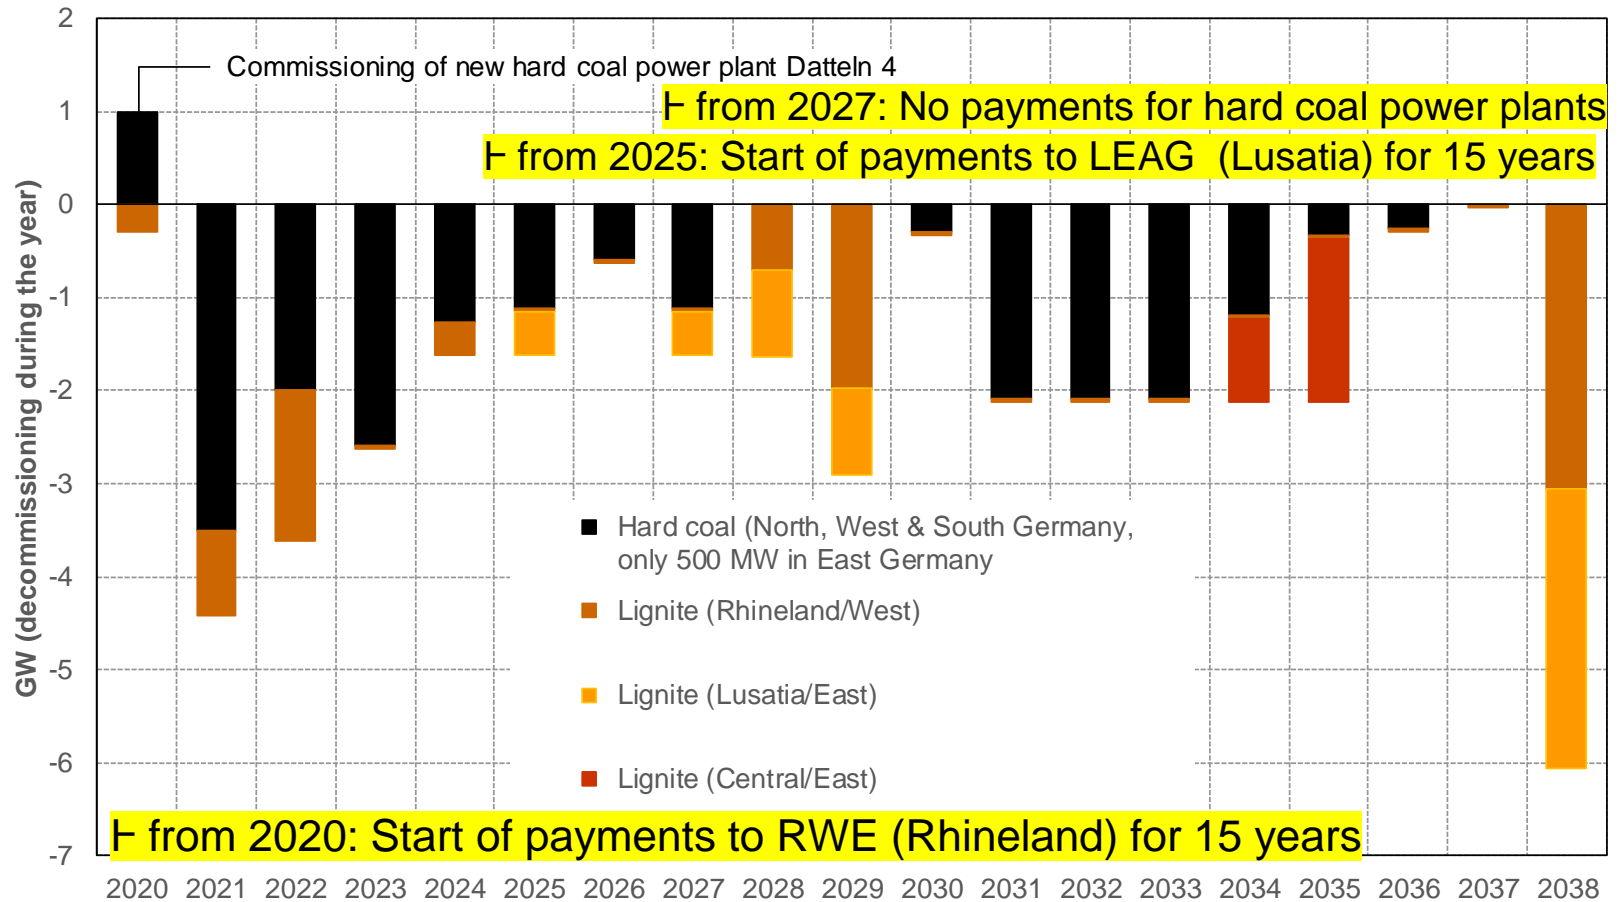 2
Commissioning of new hard coal power plant Datteln 4
1
from 2027: No payments for hard coal power plants
from 2025: Start of payments to LEAG (Lusatia) for 15 years
0
-1
-2
-3
-4
-5
-6
-7
GW (decommissioning during the year)
Hard coal (North, West & South Germany,
only 500 MW in East Germany
Lignite (Rhineland/West)
Lignite (Lusatia/East)
Lignite (Central/East)
from 2020: Start of payments to RWE (Rhineland) for 15 years
2020 2021 2022 2023 2024 2025 2026 2027 2028 2029 2030 2031 2032 2033 2034 2035 2036 2037 2038